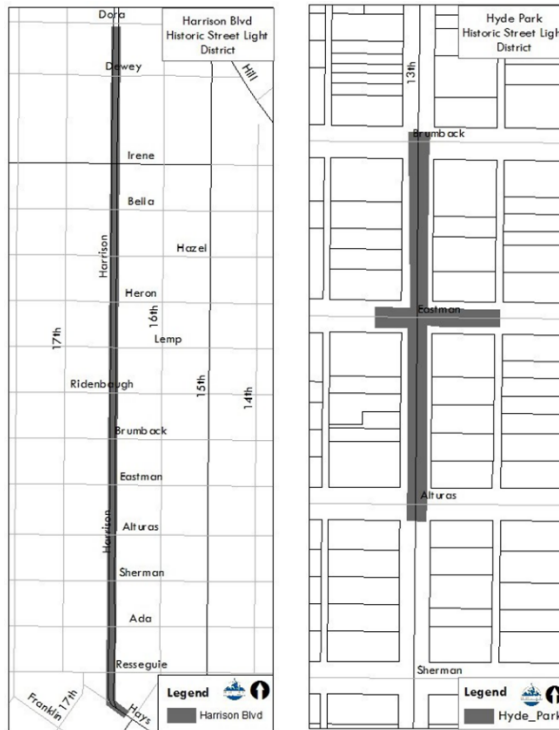 Harrison Blvd
Historic Street Light
District
Dora
Dewey
Hill
Irene
Bella
Harrison
Hazel
Heron
16th
17th
Lemp
15th
14th
Ridenbaugh
Brumback
Eastman
Harrison
Alturas
Sherman
Ada
Resseguie
Franklin
17th
Hays
Legend
Harrison Blvd
Hyde Park
Historic Street Light
District
13th
Brumback
Eastman
Alturas
Sherman
Legend
Hyde_Park